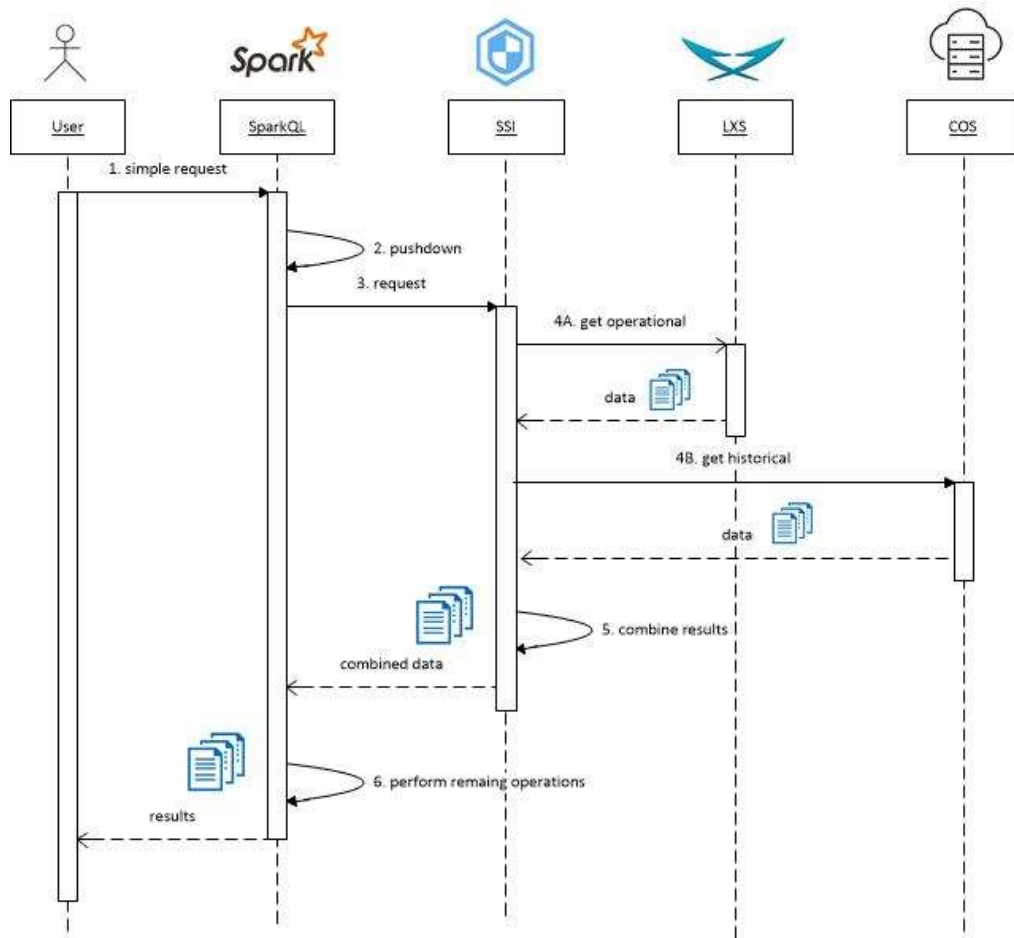 Spark
User
SparkQL
SSI
LXS
COS
1. simple request
2. pushdown
3. request
4A. get operational
data
4B. get historical
data
5. combine results
combined data
6. perform remaing operations
results